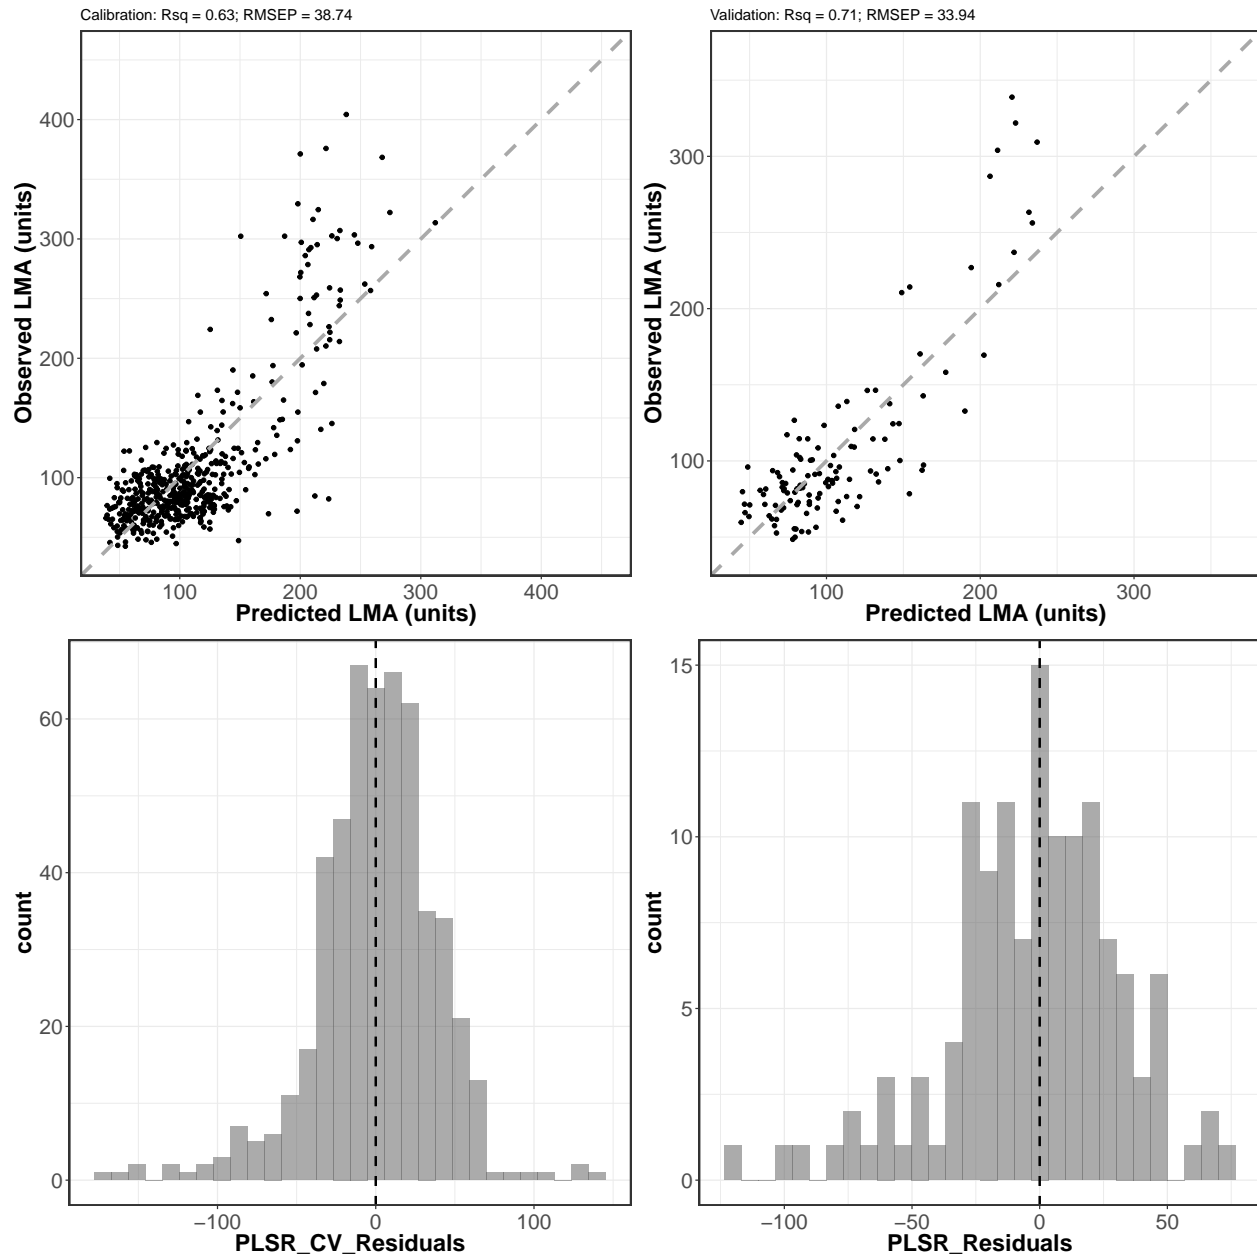 Calibration: Rsq = 0.63; RMSEP = 38.74
Observed LMA (units)
400
300
200
100
100 200 300 400
Predicted LMA (units)
Validation: Rsq = 0.71; RMSEP = 33.94
Observed LMA (units)
300
200
100
100 200 300
Predicted LMA (units)
count
60
40
20
0
−100 0 100
PLSR_CV_Residuals
count
15
10
5
0
−100 −50 0 50
PLSR_Residuals